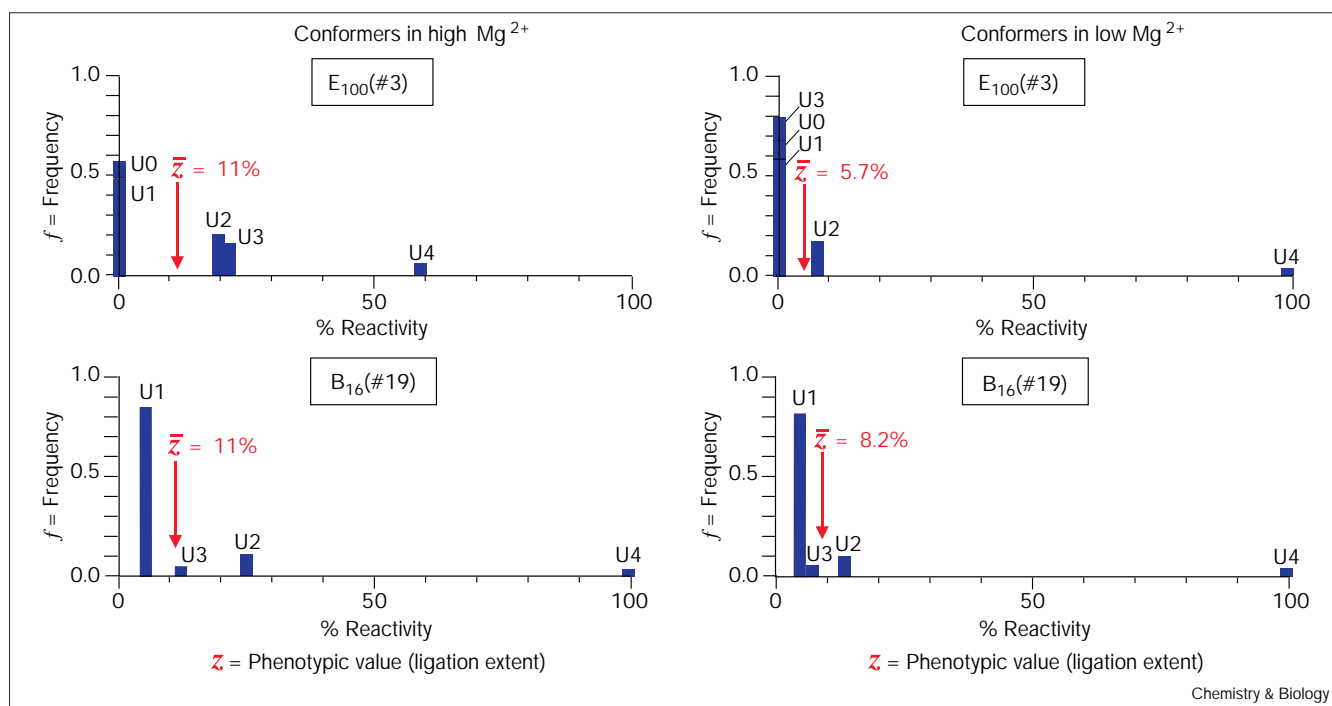 Conformers in high Mg 2+
E100(#3)
1.0
f = Frequency
0.5
0.0
U0
U1
z̄ = 11%
U2
U3
U4
0
50
100
% Reactivity
Conformers in low Mg 2+
E100(#3)
1.0
f = Frequency
0.5
0.0
U3
U0
U1
z̄ = 5.7%
U2
U4
0
50
100
% Reactivity
B16(#19)
1.0
f = Frequency
0.5
0.0
U1
z̄ = 11%
U3
U2
U4
0
50
100
% Reactivity
z = Phenotypic value (ligation extent)
B16(#19)
1.0
f = Frequency
0.5
0.0
U1
z̄ = 8.2%
U3
U2
U4
0
50
100
% Reactivity
z = Phenotypic value (ligation extent)
Chemistry & Biology